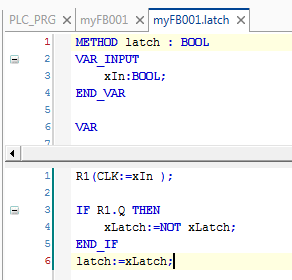 PLC_PRG myFB001 myFB001.latch
1 METHOD latch : BOOL
2 VAR_INPUT
3 xIn:BOOL;
4 END_VAR
5
6 VAR
1 R1(CLK:=xIn );
2
3 IF R1.Q THEN
4 xLatch:=NOT xLatch;
5 END_IF
6 latch:=xLatch;